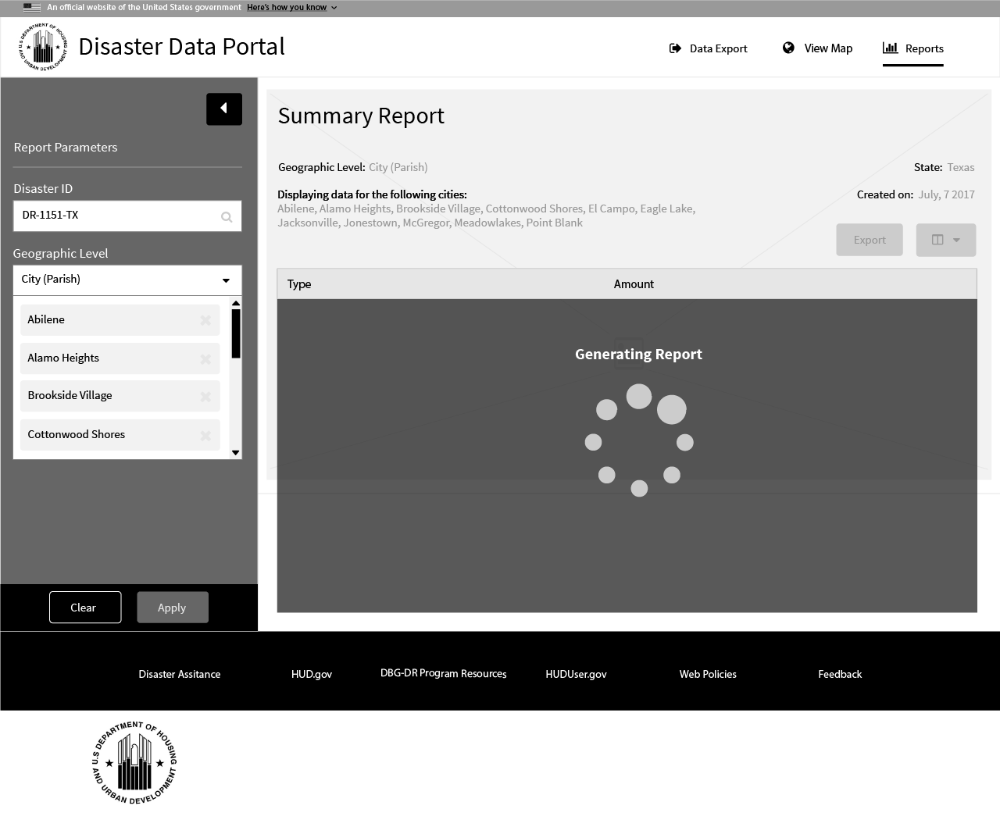 An official website of the United States government Here's how you know
U.S DEPARTMENT OF HOUSING AND URBAN DEVELOPMENT
Disaster Data Portal
Data Export
View Map
Reports
Summary Report
Report Parameters
Geographic Level: City (Parish)
State: Texas
Disaster ID
Displaying data for the following cities:
Created on: July, 7 2017
Abilene, Alamo Heights, Brookside Village, Cottonwood Shores, El Campo, Eagle Lake,
Jacksonville, Jonestown, McGregor, Meadowlakes, Point Blank
DR-1151-TX
Export
Geographic Level
City (Parish)
Type
Amount
Abilene
Alamo Heights
Brookside Village
Cottonwood Shores
Generating Report
Clear
Apply
Disaster Assitance
HUD.gov
DBG-DR Program Resources
HUDUser.gov
Web Policies
Feedback
U.S DEPARTMENT OF HOUSING AND URBAN DEVELOPMENT